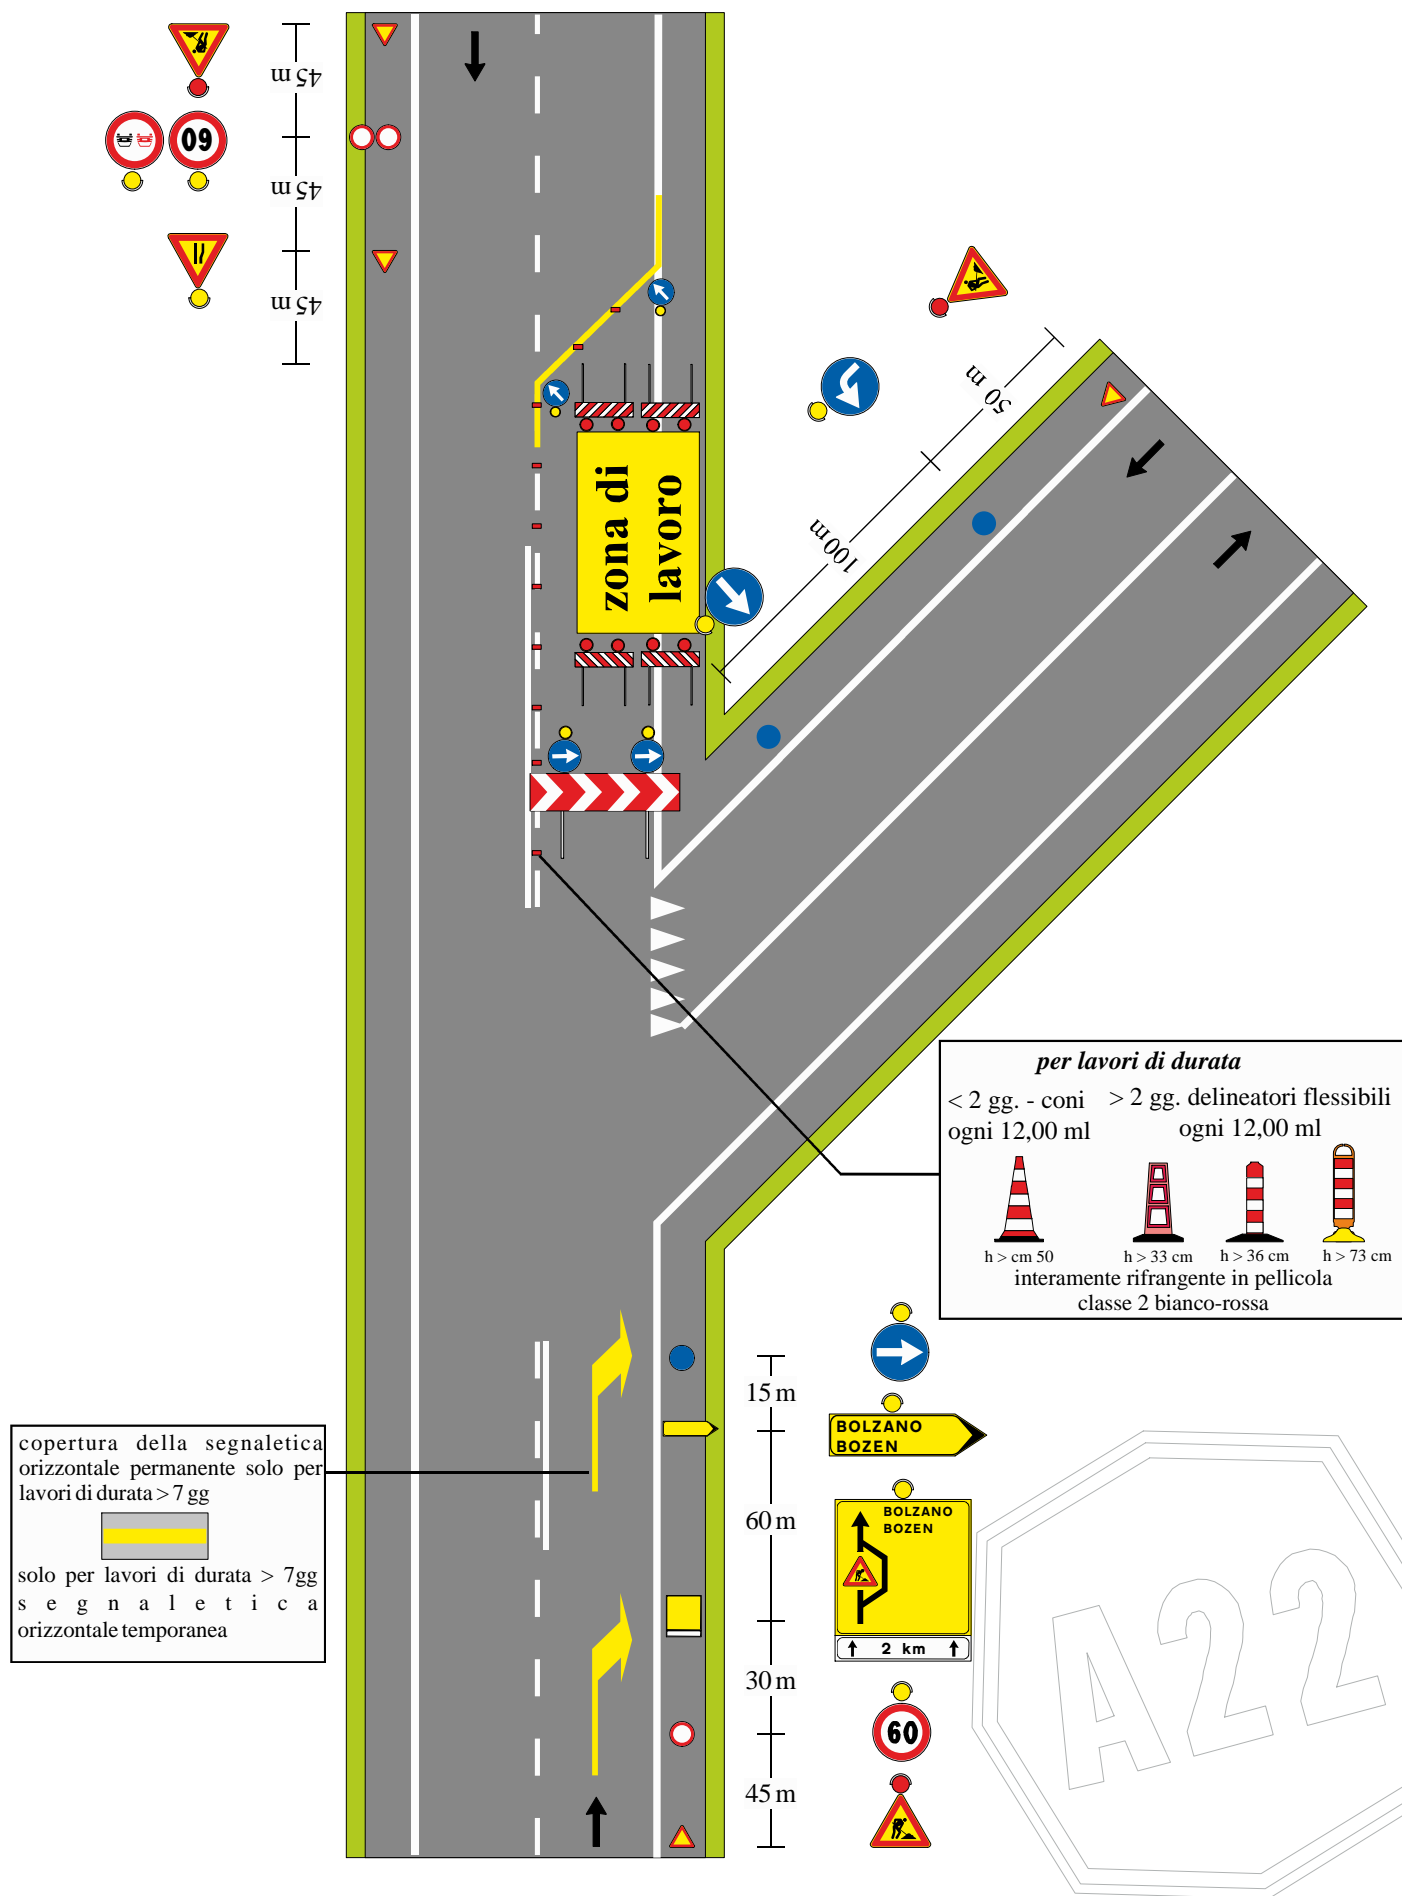 45 m
60
45 m
45 m
50 m
100 m
zona di
lavoro
per lavori di durata
< 2 gg. - coni
ogni 12,00 ml
> 2 gg. delineatori flessibili
ogni 12,00 ml
h > cm 50
h > 33 cm
h > 36 cm
h > 73 cm
interamente rifrangente in pellicola
classe 2 bianco-rossa
15 m
BOLZANO
BOZEN
copertura della segnaletica
orizzontale permanente solo per
lavori di durata > 7 gg
solo per lavori di durata > 7gg
segnaletica
orizzontale temporanea
60 m
BOLZANO
BOZEN
2 km
30 m
60
45 m
A22